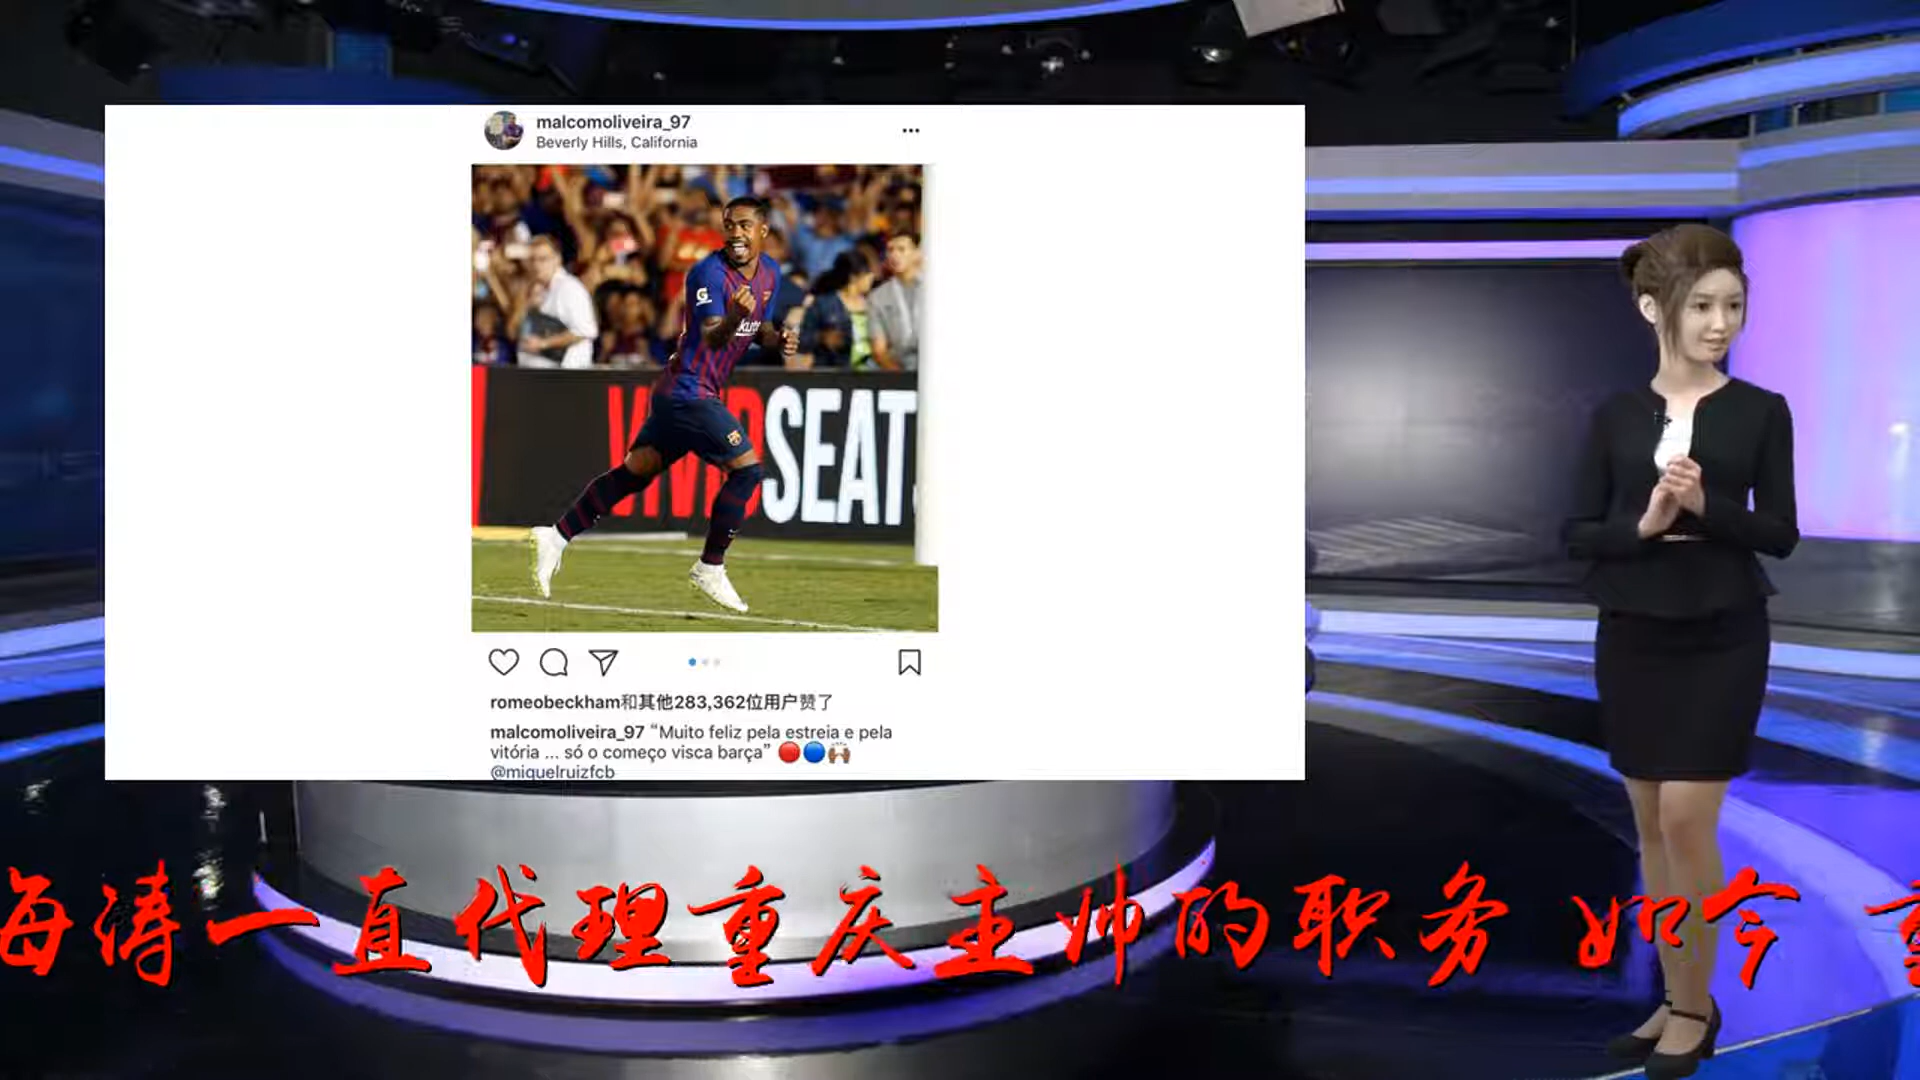 malcomoliveira_97
Beverly Hills, California
G
VIVID SEATS
romeobeckham和其他283,362位用户赞了
malcomoliveira_97 “Muito feliz pela estreia e pela
vitória ... só o começo visca barça” 🔴🔵🙌🏾
@miquelruizfcb
海涛一直代理重庆主帅的职务 如今 重